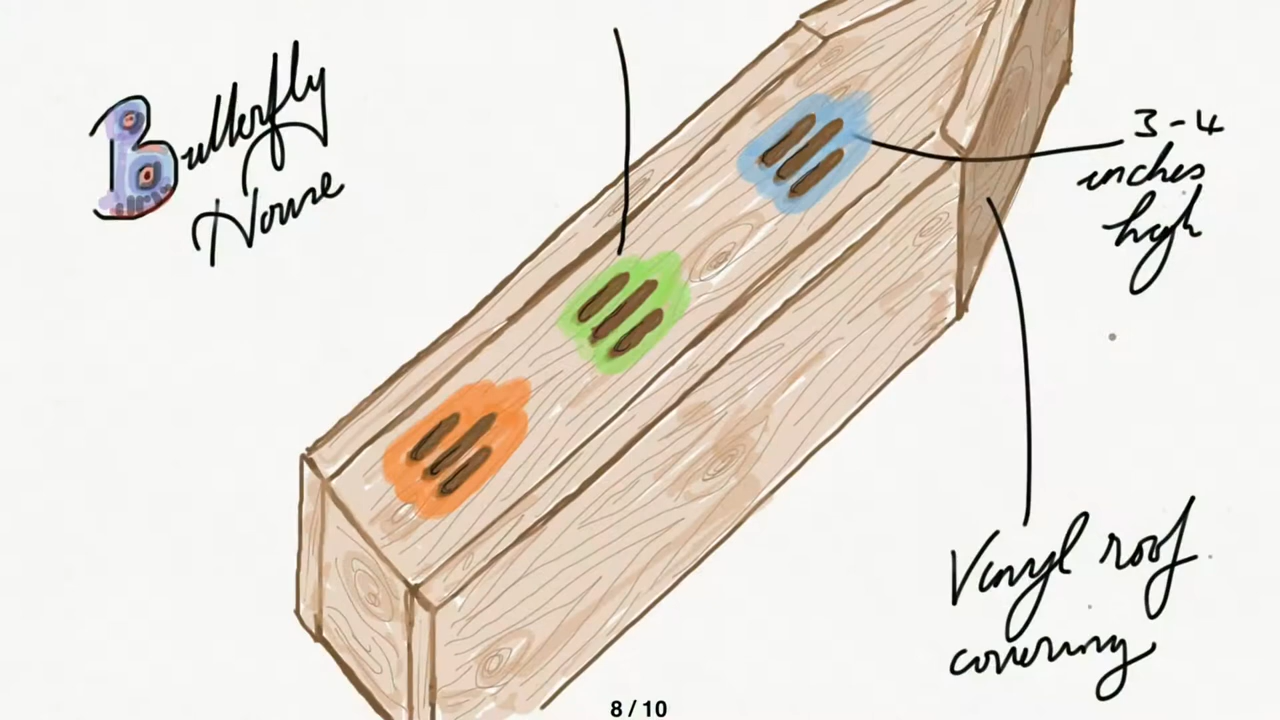 Butterfly
House
3-4
inches
high
Vinyl roof
covering
8 / 10